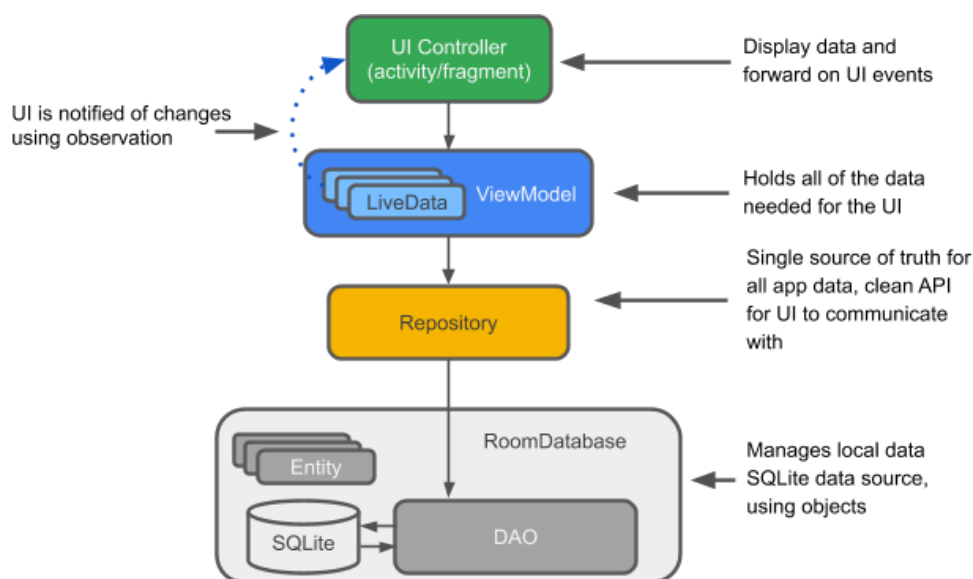 UI Controller
(activity/fragment)
Display data and
forward on UI events
UI is notified of changes
using observation
LiveData
ViewModel
Holds all of the data
needed for the UI
Single source of truth for
all app data, clean API
for UI to communicate
with
Repository
RoomDatabase
Entity
Manages local data
SQLite data source,
using objects
SQLite
DAO